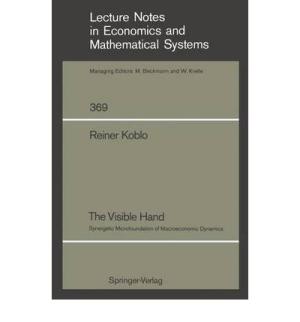 Lecture Notes
in Economics and
Mathematical Systems
Managing Editors: M. Beckmann and W. Krelle
369
Reiner Koblo
The Visible Hand
Synergetic Microfoundation of Macroeconomic Dynamics
Springer-Verlag